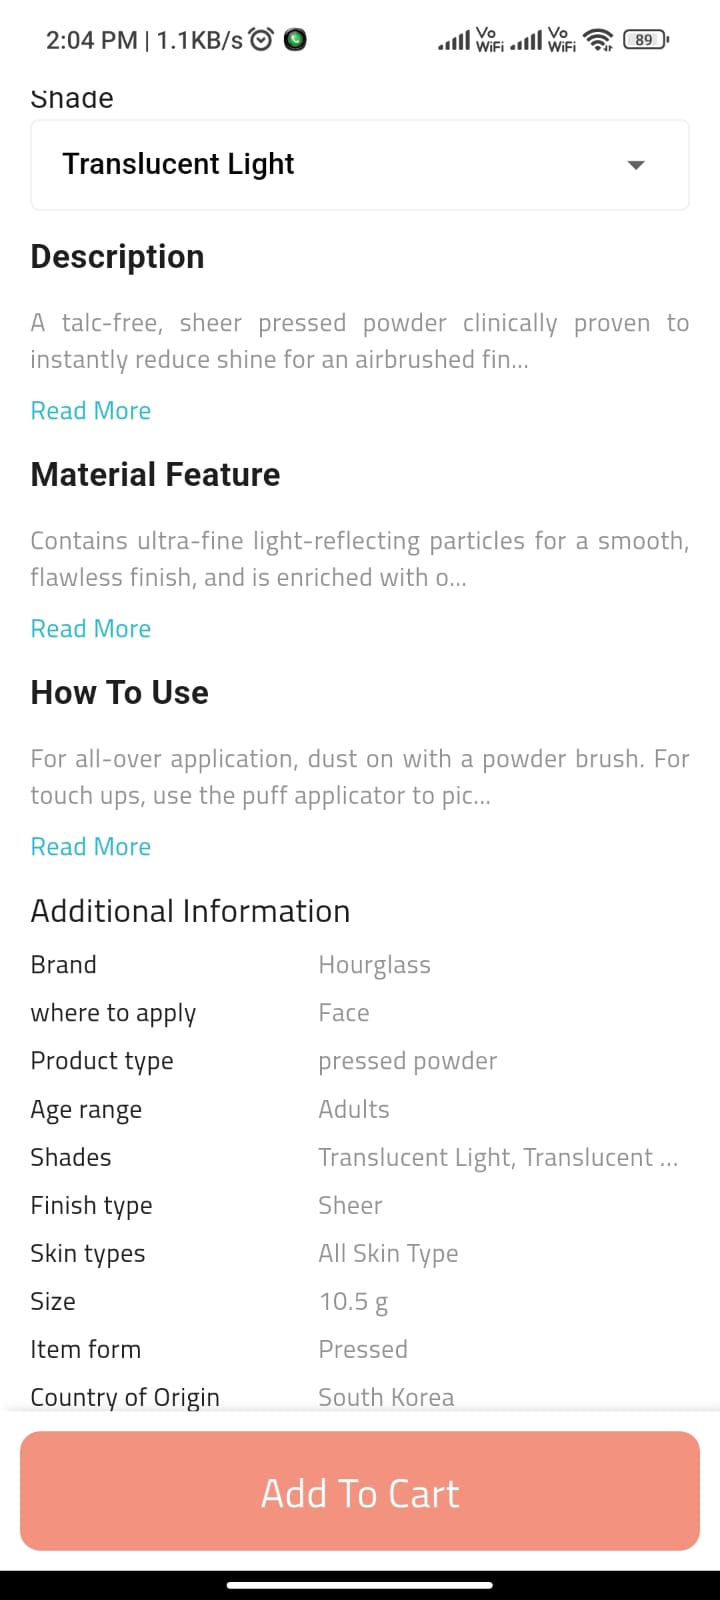 2:04 PM | 1.1KB/s Vo WiFi Vo WiFi 89
Shade
Translucent Light
Description
A talc-free, sheer pressed powder clinically proven to
instantly reduce shine for an airbrushed fin...
Read More
Material Feature
Contains ultra-fine light-reflecting particles for a smooth,
flawless finish, and is enriched with o...
Read More
How To Use
For all-over application, dust on with a powder brush. For
touch ups, use the puff applicator to pic...
Read More
Additional Information
Brand Hourglass
where to apply Face
Product type pressed powder
Age range Adults
Shades Translucent Light, Translucent ...
Finish type Sheer
Skin types All Skin Type
Size 10.5 g
Item form Pressed
Country of Origin South Korea
Add To Cart